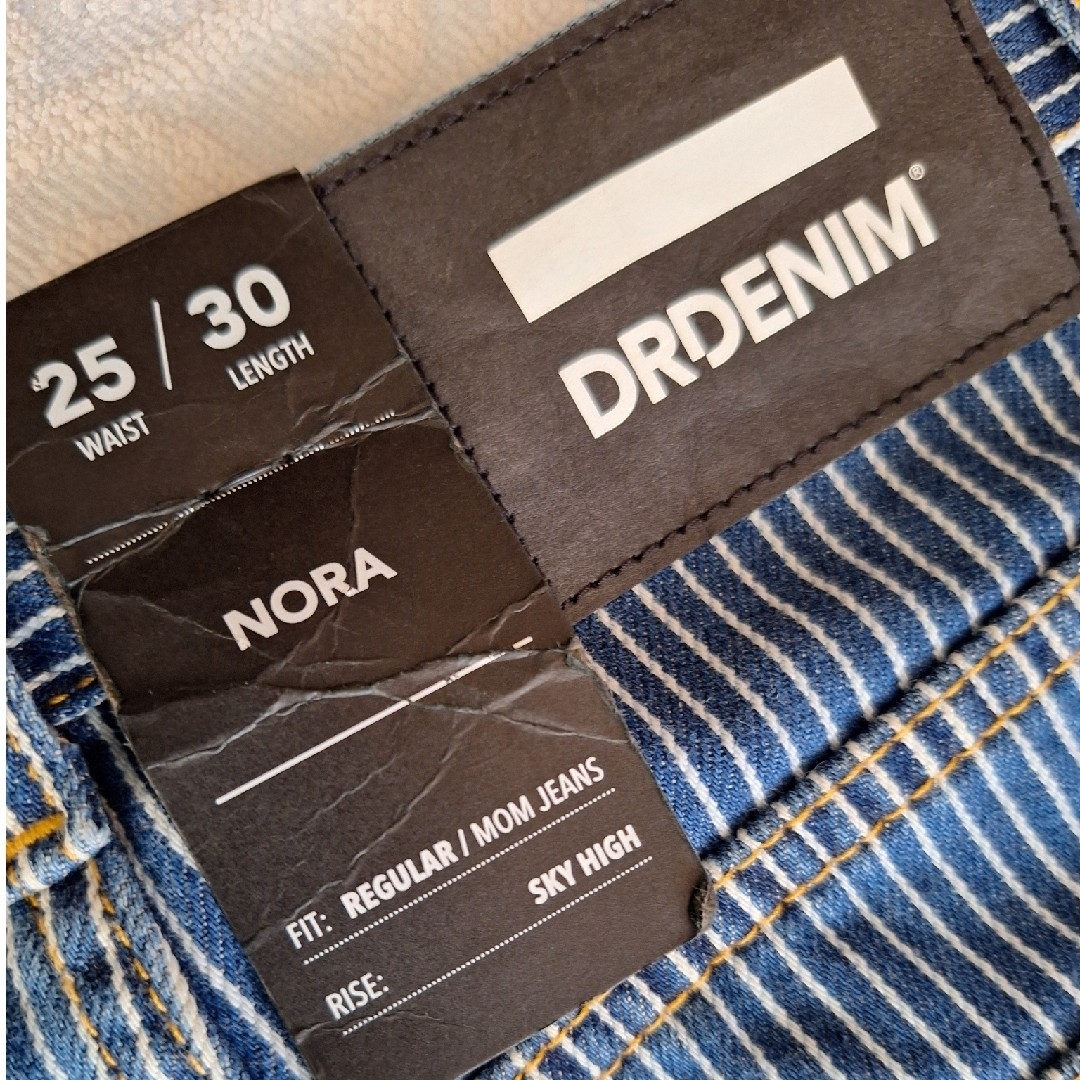 25 / 30
WAIST LENGTH
NORA
FIT: REGULAR / MOM JEANS
RISE: SKY HIGH
DRDENIM®